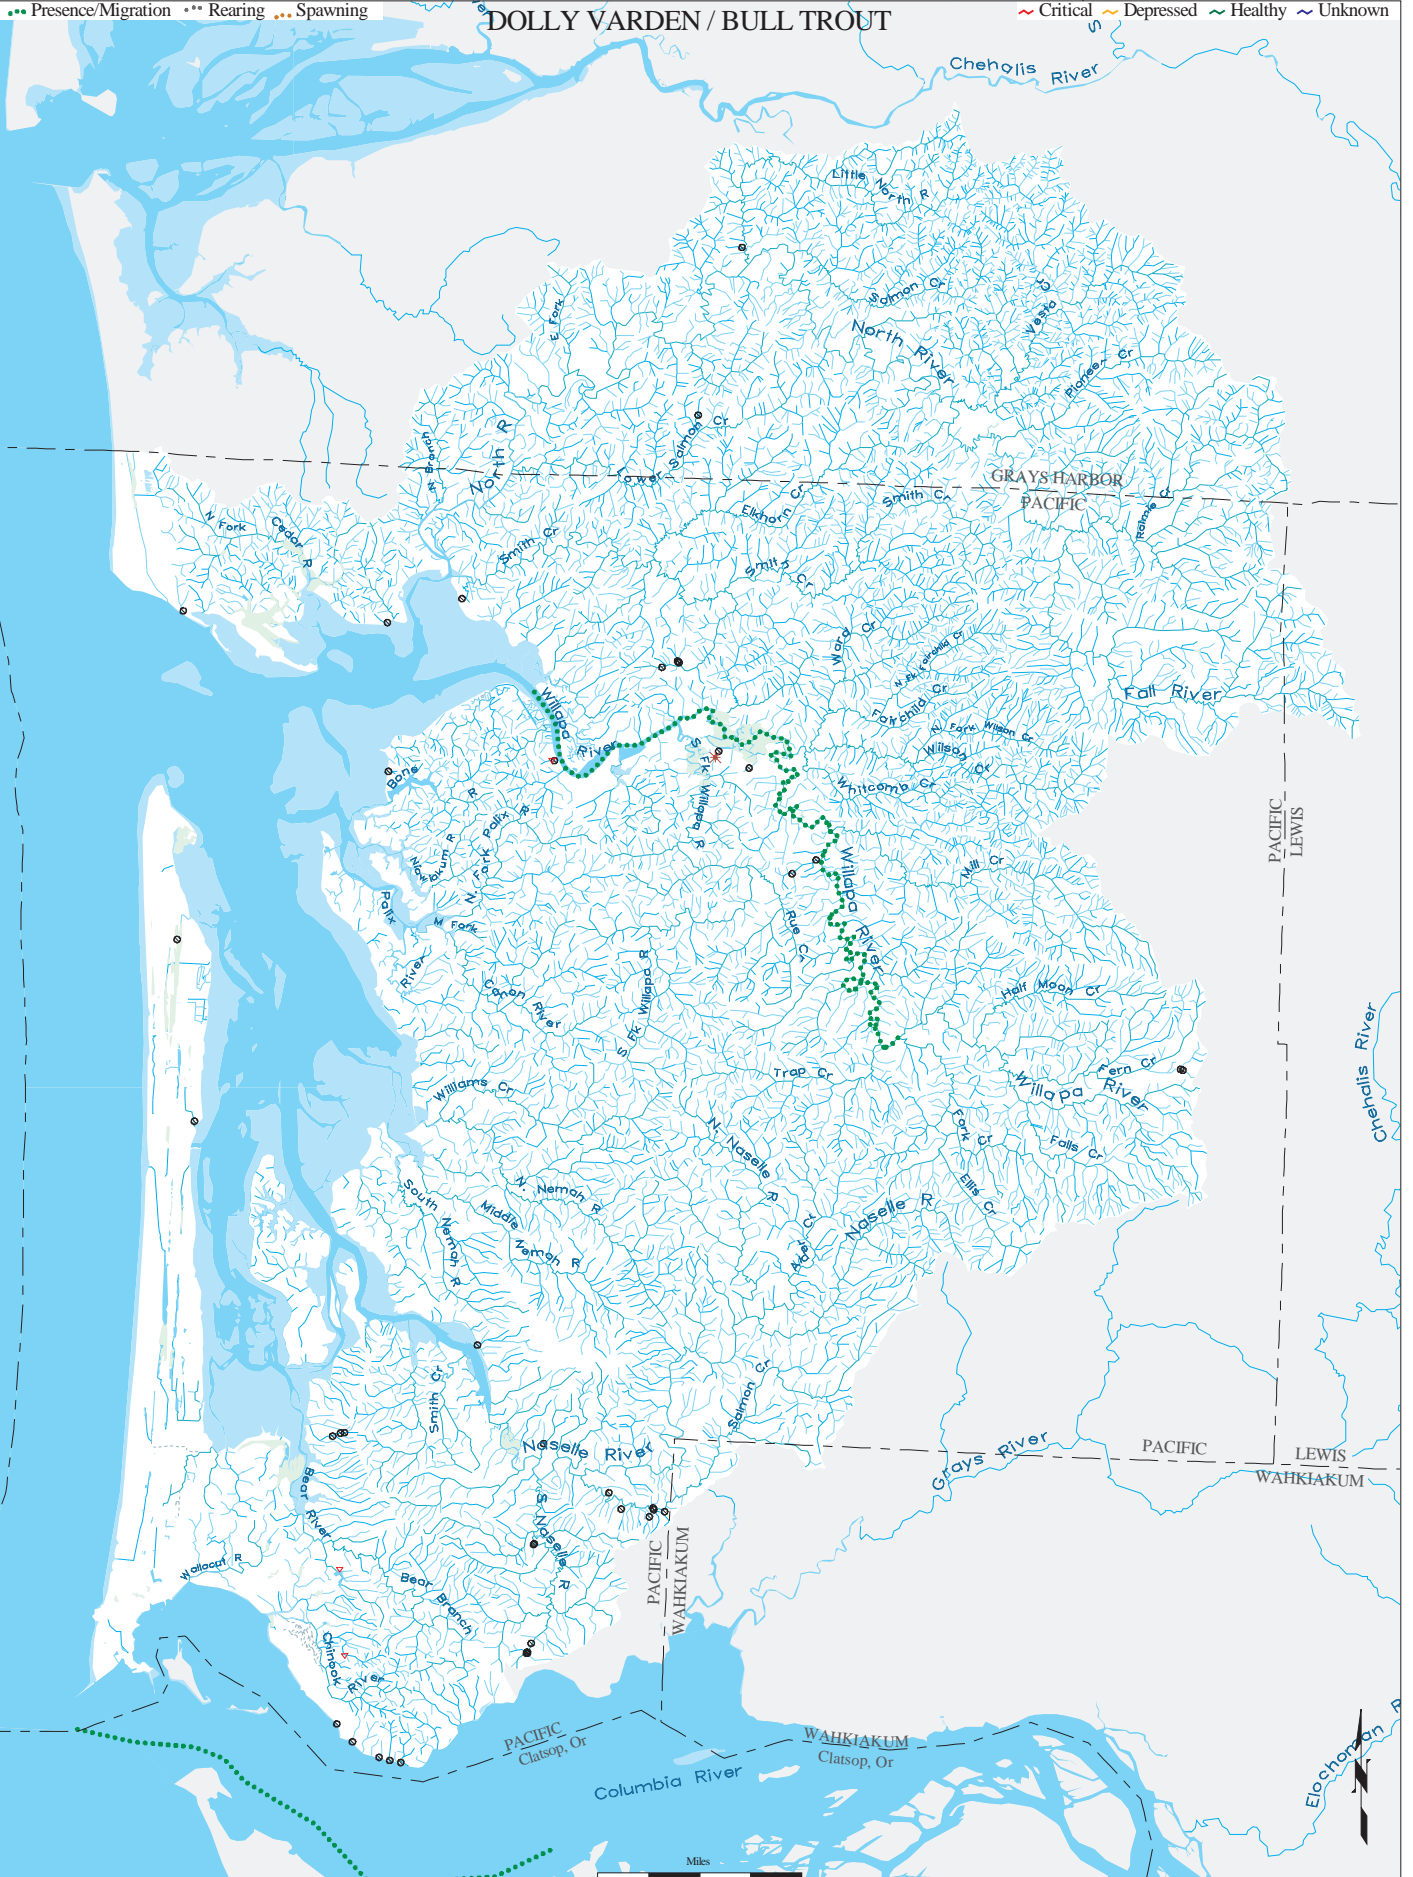 Presence/Migration Rearing Spawning
DOLLY VARDEN / BULL TROUT
Critical Depressed Healthy Unknown
Chehalis River
Little North R
Salmon Cr
Vesta Cr
North River
Pioneer Cr
E. Fork
N. Branch
North R
Lower Salmon Cr
GRAYS HARBOR
PACIFIC
Elkhorn Cr
Smith Cr
Raimie Cr
N Fork
Cedar R
Smith Cr
Smith Cr
Ward Cr
N. Fk. Fairchild Cr
Fairchild Cr
Fall River
N. Fork Wilson Cr
Wilson Cr
Willapa River
S. Fk Willapa R
Whitcomb Cr
Bone R
Niawiakum R
N. Fork Palix R
PACIFIC
LEWIS
Mill Cr
Willapa River
Palix River
M Fork
Rue Cr
Canon River
S. Fk Willapa R
Half Moon Cr
Chehalis River
Trap Cr
Fern Cr
Willapa River
Williams Cr
Fork Cr
Falls Cr
N. Naselle R
Ellis Cr
South Nemah R
N. Nemah R
Middle Nemah R
Naselle R
Alder Cr
Smith Cr
Salmon Cr
Naselle River
Grays River
PACIFIC
LEWIS
WAHKIAKUM
Bear River
S. Naselle R
PACIFIC
WAHKIAKUM
Wallacut R
Bear Branch
Chinook River
PACIFIC
Clatsop, Or
WAHKIAKUM
Clatsop, Or
Columbia River
Elochoman R
N
Miles